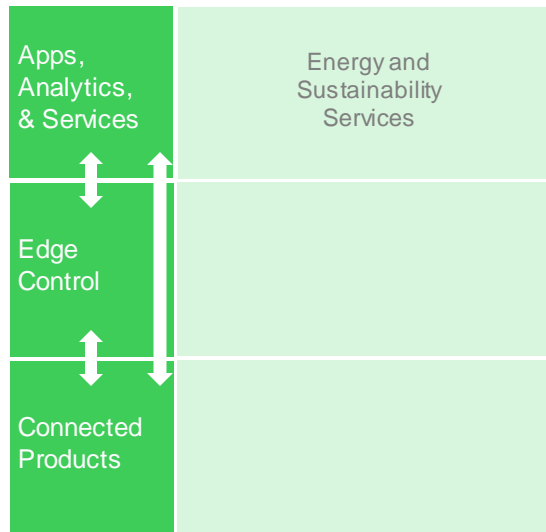 Apps,
Analytics,
& Services
Energy and
Sustainability
Services
Edge
Control
Connected
Products